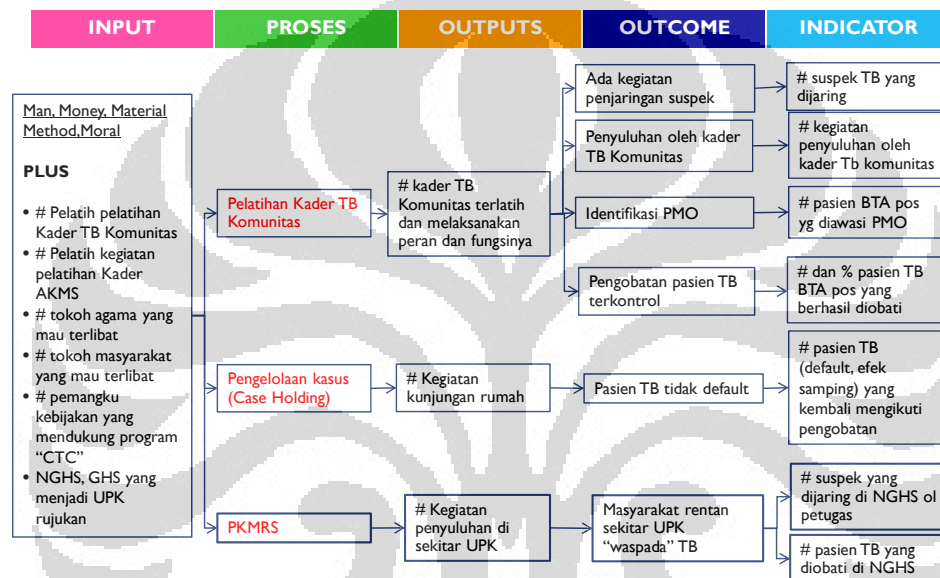 INPUT
PROSES
OUTPUTS
OUTCOME
INDICATOR
Man, Money, Material
Method,Moral
PLUS
• # Pelatih pelatihan
Kader TB Komunitas
• # Pelatih kegiatan
pelatihan Kader
AKMS
• # tokoh agama yang
mau terlibat
• # tokoh masyarakat
yang mau terlibat
• # pemangku
kebijakan yang
mendukung program
"CTC"
• NGHS, GHS yang
menjadi UPK
rujukan
Pelatihan Kader TB
Komunitas
# kader TB
Komunitas terlatih
dan melaksanakan
peran dan fungsinya
Ada kegiatan
penjaringan suspek
# suspek TB yang
dijaring
Penyuluhan oleh kader
TB Komunitas
# kegiatan
penyuluhan oleh
kader Tb komunitas
Identifikasi PMO
# pasien BTA pos
yg diawasi PMO
Pengobatan pasien TB
terkontrol
# dan % pasien TB
BTA pos yang
berhasil diobati
Pengelolaan kasus
(Case Holding)
# Kegiatan
kunjungan rumah
Pasien TB tidak default
# pasien TB
(default, efek
samping) yang
kembali mengikuti
pengobatan
PKMRS
# Kegiatan
penyuluhan di
sekitar UPK
Masyarakat rentan
sekitar UPK
"waspada" TB
# suspek yang
dijaring di NGHS ol
petugas
# pasien TB yang
diobati di NGHS